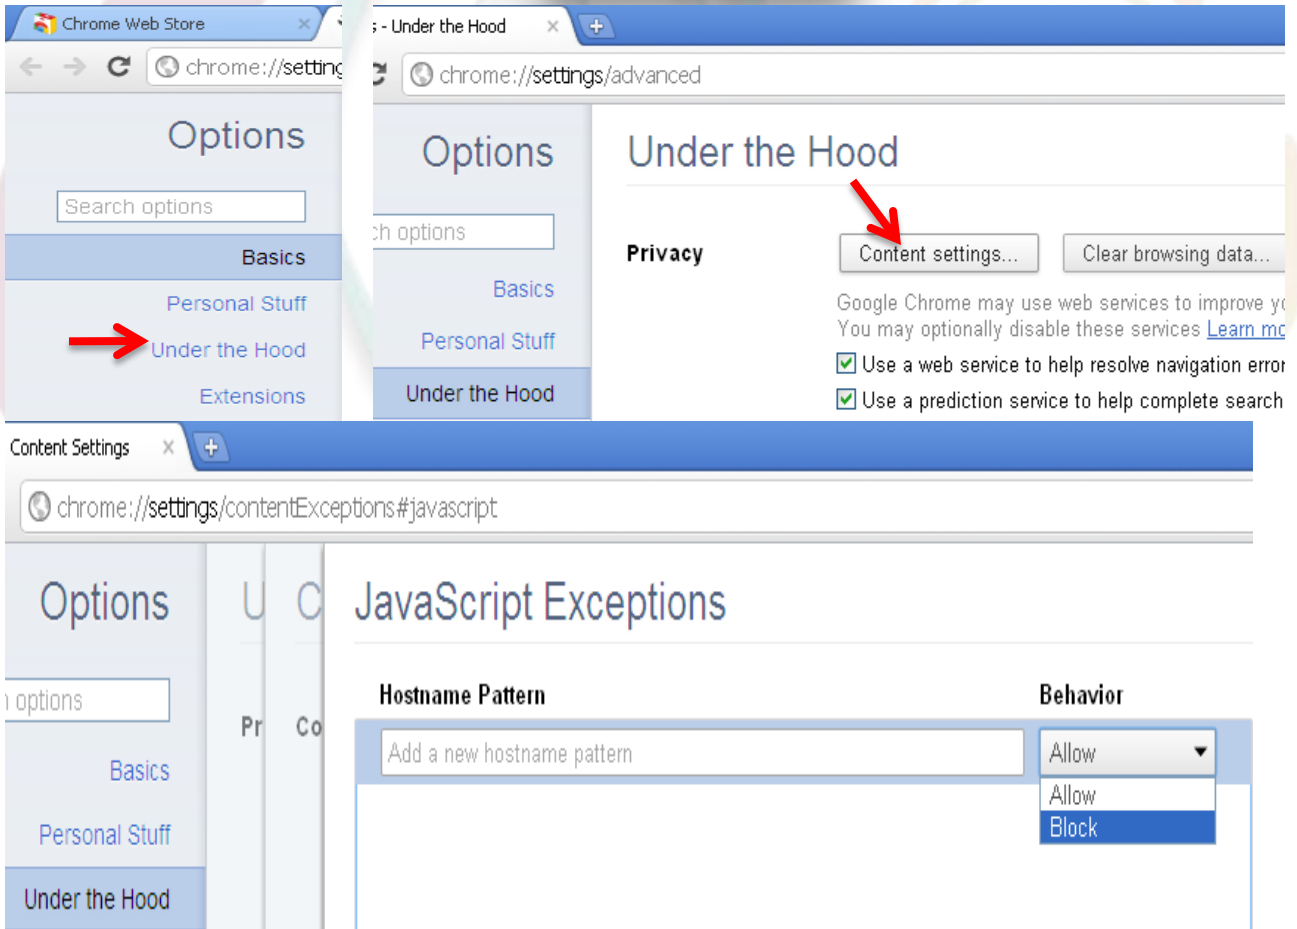 Chrome Web Store
chrome://setting
Options
Search options
Basics
Personal Stuff
Under the Hood
Extensions
s - Under the Hood
chrome://settings/advanced
Options
ch options
Basics
Personal Stuff
Under the Hood
Under the Hood
Privacy
Content settings...
Clear browsing data...
Google Chrome may use web services to improve yo
You may optionally disable these services Learn mo
Use a web service to help resolve navigation error
Use a prediction service to help complete search
Content Settings
chrome://settings/contentExceptions#javascript
Options
options
Basics
Personal Stuff
Under the Hood
U
Pr
C
Co
JavaScript Exceptions
Hostname Pattern
Behavior
Add a new hostname pattern
Allow
Allow
Block